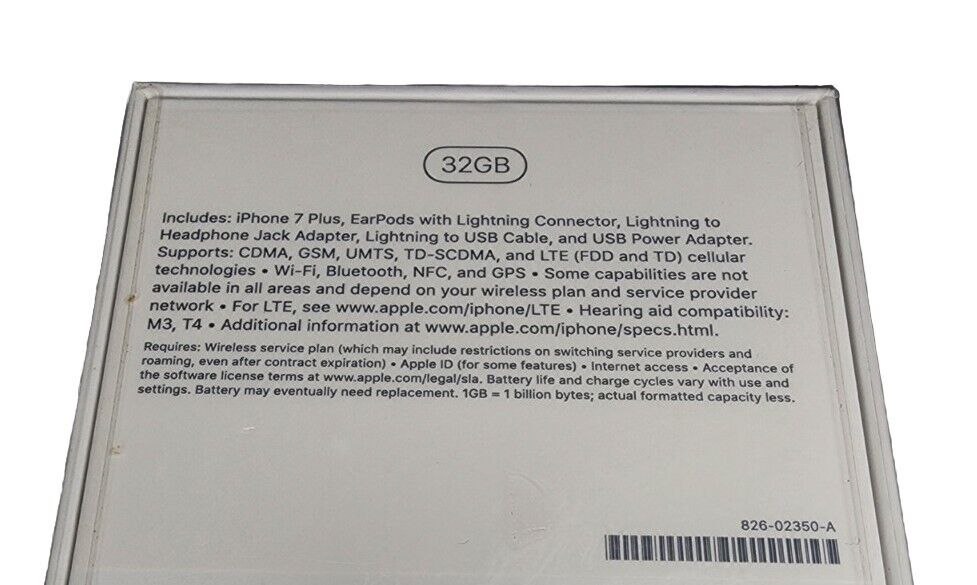 32GB
Includes: iPhone 7 Plus, EarPods with Lightning Connector, Lightning to
Headphone Jack Adapter, Lightning to USB Cable, and USB Power Adapter.
Supports: CDMA, GSM, UMTS, TD-SCDMA, and LTE (FDD and TD) cellular
technologies • Wi-Fi, Bluetooth, NFC, and GPS • Some capabilities are not
available in all areas and depend on your wireless plan and service provider
network • For LTE, see www.apple.com/iphone/LTE • Hearing aid compatibility:
M3, T4 • Additional information at www.apple.com/iphone/specs.html.
Requires: Wireless service plan (which may include restrictions on switching service providers and
roaming, even after contract expiration) • Apple ID (for some features) • Internet access • Acceptance of
the software license terms at www.apple.com/legal/sla. Battery life and charge cycles vary with use and
settings. Battery may eventually need replacement. 1GB = 1 billion bytes; actual formatted capacity less.
826-02350-A